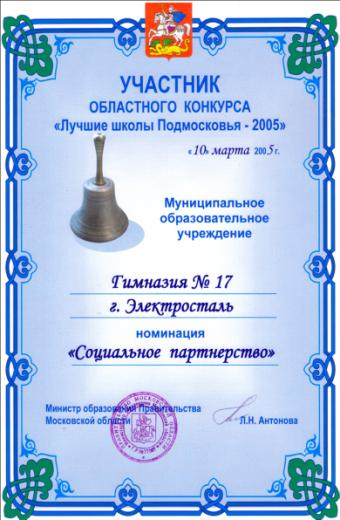 УЧАСТНИК
ОБЛАСТНОГО КОНКУРСА
«Лучшие школы Подмосковья - 2005»
«10» марта 2005 г.
Муниципальное
образовательное
учреждение
Гимназия № 17
г. Электросталь
номинация
«Социальное партнерство»
Министр образования Правительства
Московской области
Л.Н. Антонова